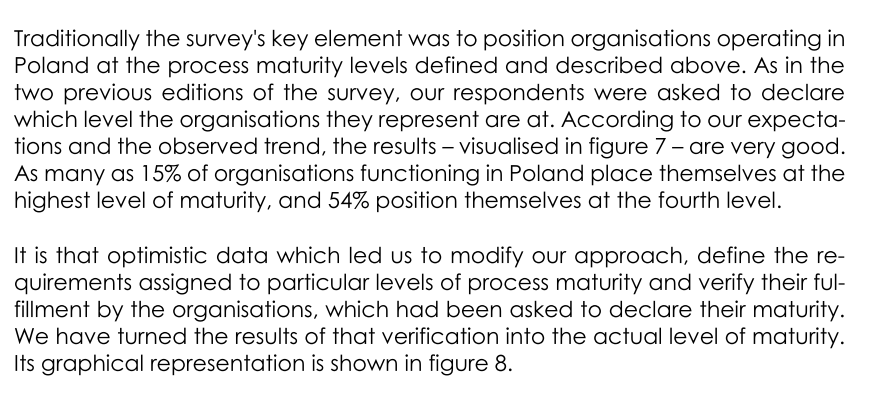 Traditionally the survey's key element was to position organisations operating in
Poland at the process maturity levels defined and described above. As in the
two previous editions of the survey, our respondents were asked to declare
which level the organisations they represent are at. According to our expecta-
tions and the observed trend, the results – visualised in figure 7 – are very good.
As many as 15% of organisations functioning in Poland place themselves at the
highest level of maturity, and 54% position themselves at the fourth level.
It is that optimistic data which led us to modify our approach, define the re-
quirements assigned to particular levels of process maturity and verify their ful-
fillment by the organisations, which had been asked to declare their maturity.
We have turned the results of that verification into the actual level of maturity.
Its graphical representation is shown in figure 8.